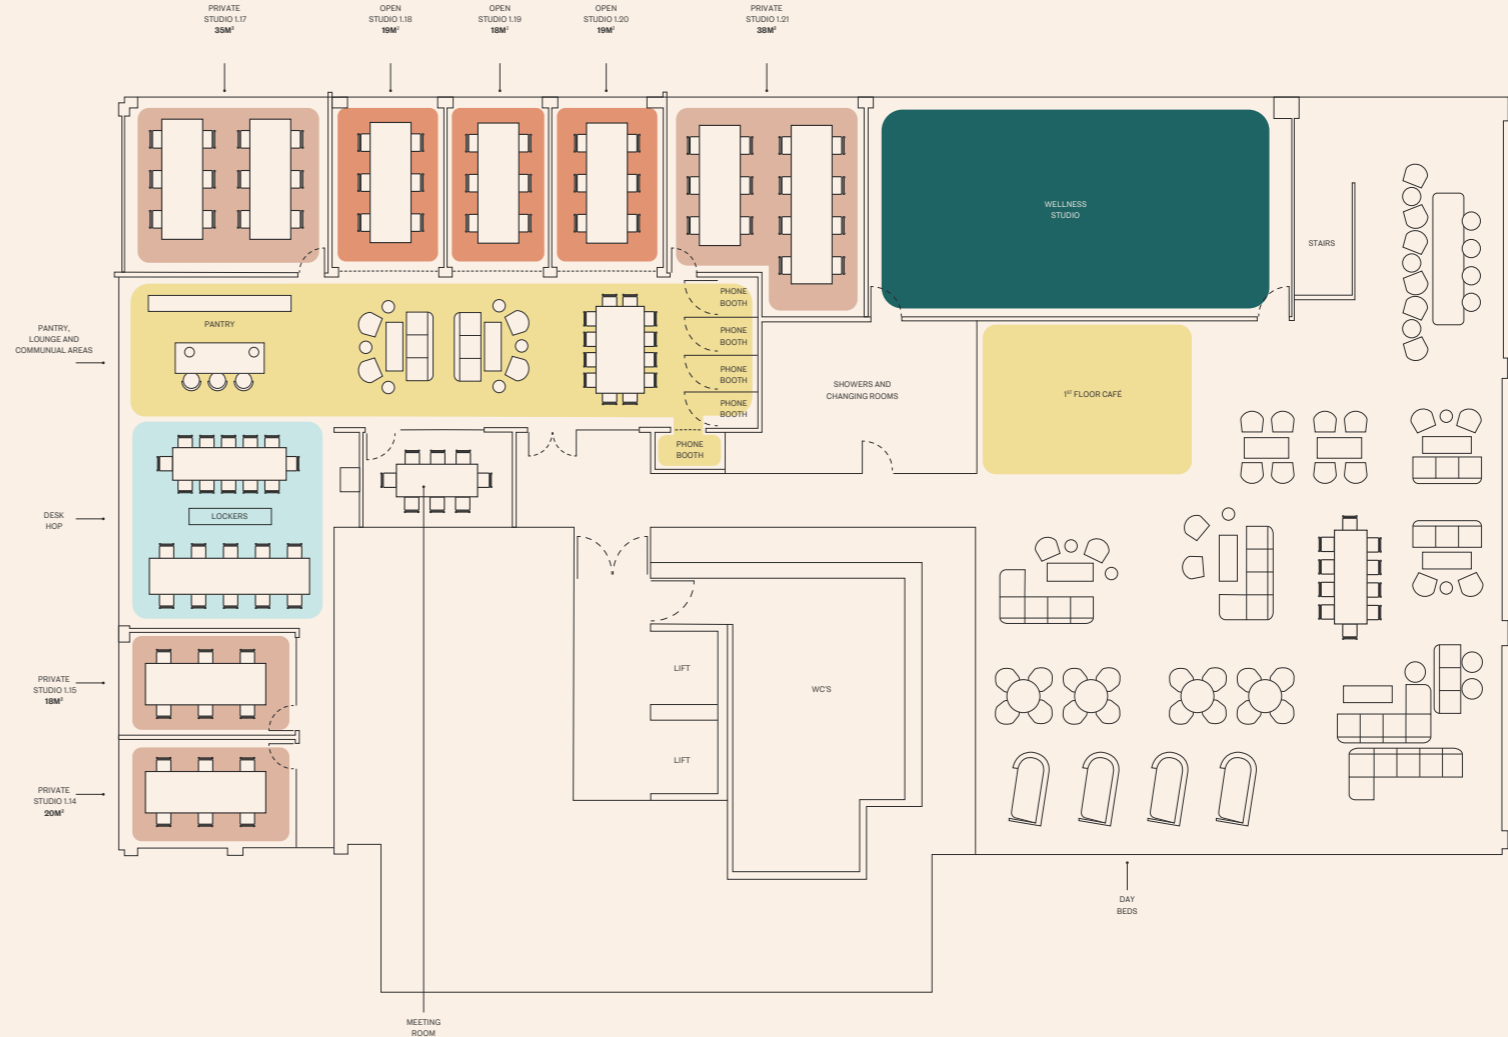 PRIVATE
STUDIO 1.17
35M²
OPEN
STUDIO 1.18
19M²
OPEN
STUDIO 1.19
18M²
OPEN
STUDIO 1.20
19M²
PRIVATE
STUDIO 1.21
38M²
WELLNESS
STUDIO
STAIRS
PANTRY,
LOUNGE AND
COMMUNUAL AREAS
PANTRY
PHONE
BOOTH
PHONE
BOOTH
PHONE
BOOTH
PHONE
BOOTH
PHONE
BOOTH
SHOWERS AND
CHANGING ROOMS
1ST FLOOR CAFÉ
DESK
HOP
LOCKERS
PRIVATE
STUDIO 1.15
18M²
LIFT
WC'S
LIFT
PRIVATE
STUDIO 1.14
20M²
DAY
BEDS
MEETING
ROOM